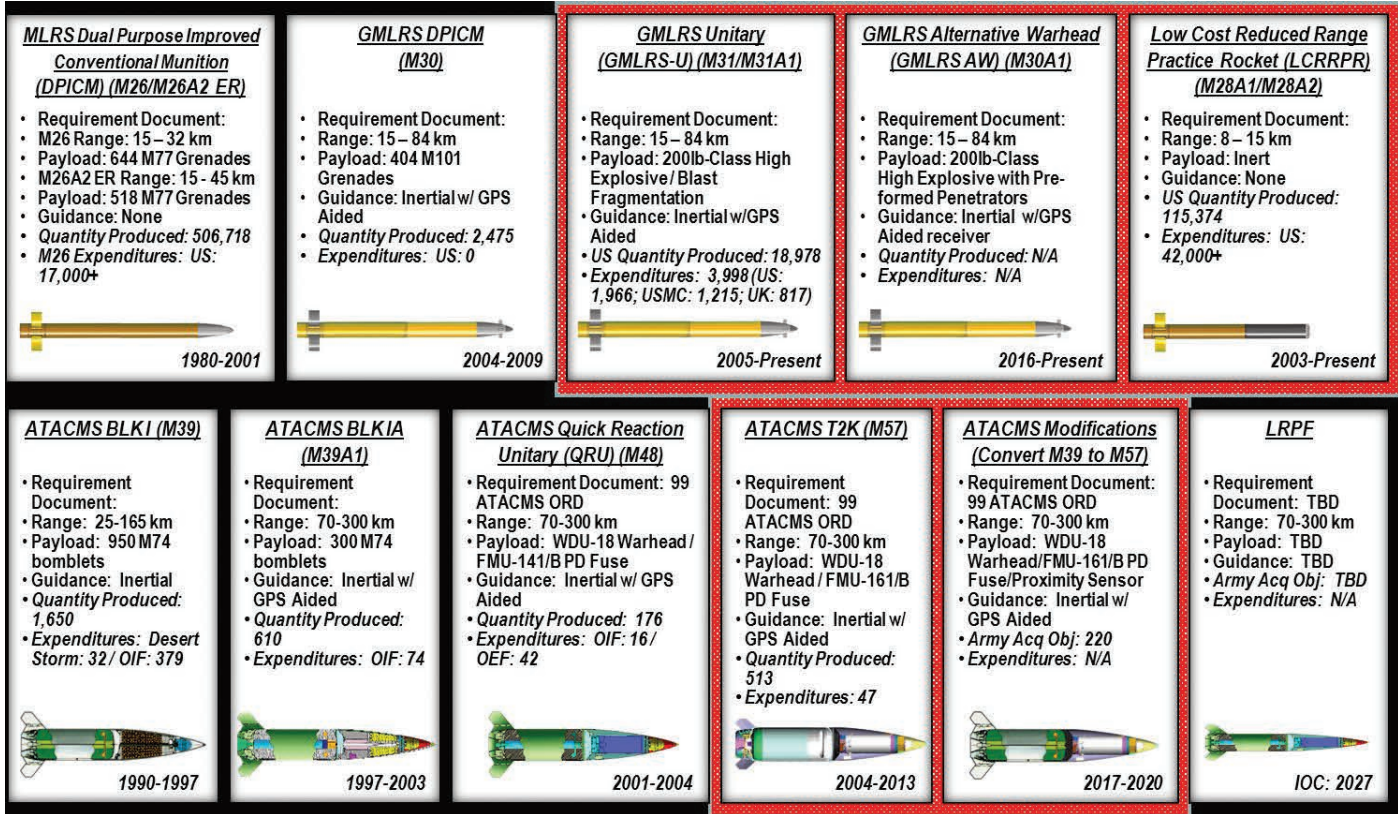 MLRS Dual Purpose Improved
Conventional Munition
(DPICM) (M26/M26A2 ER)
• Requirement Document:
• M26 Range: 15 – 32 km
• Payload: 644 M77 Grenades
• M26A2 ER Range: 15 - 45 km
• Payload: 518 M77 Grenades
• Guidance: None
• Quantity Produced: 506,718
• M26 Expenditures: US:
17,000+
1980-2001
GMLRS DPICM
(M30)
• Requirement Document:
• Range: 15 – 84 km
• Payload: 404 M101
Grenades
• Guidance: Inertial w/ GPS
Aided
• Quantity Produced: 2,475
• Expenditures: US: 0
2004-2009
GMLRS Unitary
(GMLRS-U) (M31/M31A1)
• Requirement Document:
• Range: 15 – 84 km
• Payload: 200lb-Class High
Explosive / Blast
Fragmentation
• Guidance: Inertial w/GPS
Aided
• US Quantity Produced: 18,978
• Expenditures: 3,998 (US:
1,966; USMC: 1,215; UK: 817)
2005-Present
GMLRS Alternative Warhead
(GMLRS AW) (M30A1)
• Requirement Document:
• Range: 15 – 84 km
• Payload: 200lb-Class
High Explosive with Pre-
formed Penetrators
• Guidance: Inertial w/GPS
Aided receiver
• Quantity Produced: N/A
• Expenditures: N/A
2016-Present
Low Cost Reduced Range
Practice Rocket (LCRRPR)
(M28A1/M28A2)
• Requirement Document:
• Range: 8 – 15 km
• Payload: Inert
• Guidance: None
• US Quantity Produced:
115,374
• Expenditures: US:
42,000+
2003-Present
ATACMS BLK I (M39)
• Requirement
Document:
• Range: 25-165 km
• Payload: 950 M74
bomblets
• Guidance: Inertial
• Quantity Produced:
1,650
• Expenditures: Desert
Storm: 32 / OIF: 379
1990-1997
ATACMS BLK IA
(M39A1)
• Requirement
Document:
• Range: 70-300 km
• Payload: 300 M74
bomblets
• Guidance: Inertial w/
GPS Aided
• Quantity Produced:
610
• Expenditures: OIF: 74
1997-2003
ATACMS Quick Reaction
Unitary (QRU) (M48)
• Requirement Document: 99
ATACMS ORD
• Range: 70-300 km
• Payload: WDU-18 Warhead /
FMU-141/B PD Fuse
• Guidance: Inertial w/ GPS
Aided
• Quantity Produced: 176
• Expenditures: OIF: 16 /
OEF: 42
2001-2004
ATACMS T2K (M57)
• Requirement
Document: 99
ATACMS ORD
• Range: 70-300 km
• Payload: WDU-18
Warhead / FMU-161/B
PD Fuse
• Guidance: Inertial w/
GPS Aided
• Quantity Produced:
513
• Expenditures: 47
2004-2013
ATACMS Modifications
(Convert M39 to M57)
• Requirement Document:
99 ATACMS ORD
• Range: 70-300 km
• Payload: WDU-18
Warhead/FMU-161/B PD
Fuse/Proximity Sensor
• Guidance: Inertial w/
GPS Aided
• Army Acq Obj: 220
• Expenditures: N/A
2017-2020
LRPF
• Requirement
Document: TBD
• Range: 70-300 km
• Payload: TBD
• Guidance: TBD
• Army Acq Obj: TBD
• Expenditures: N/A
IOC: 2027